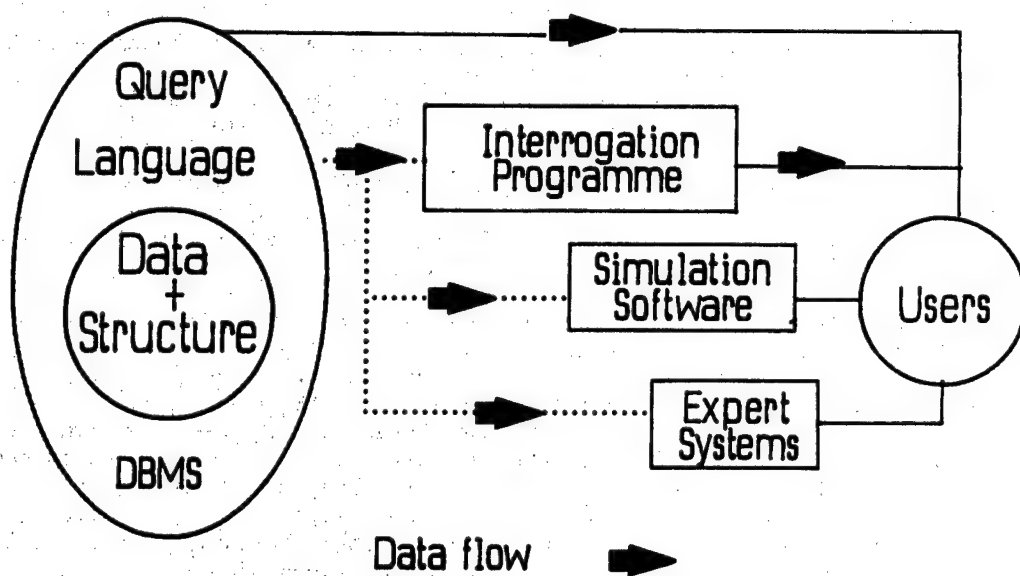 Query
Language
Data
+
Structure
DBMS
Interrogation
Programme
Simulation
Software
Expert
Systems
Users
Data flow